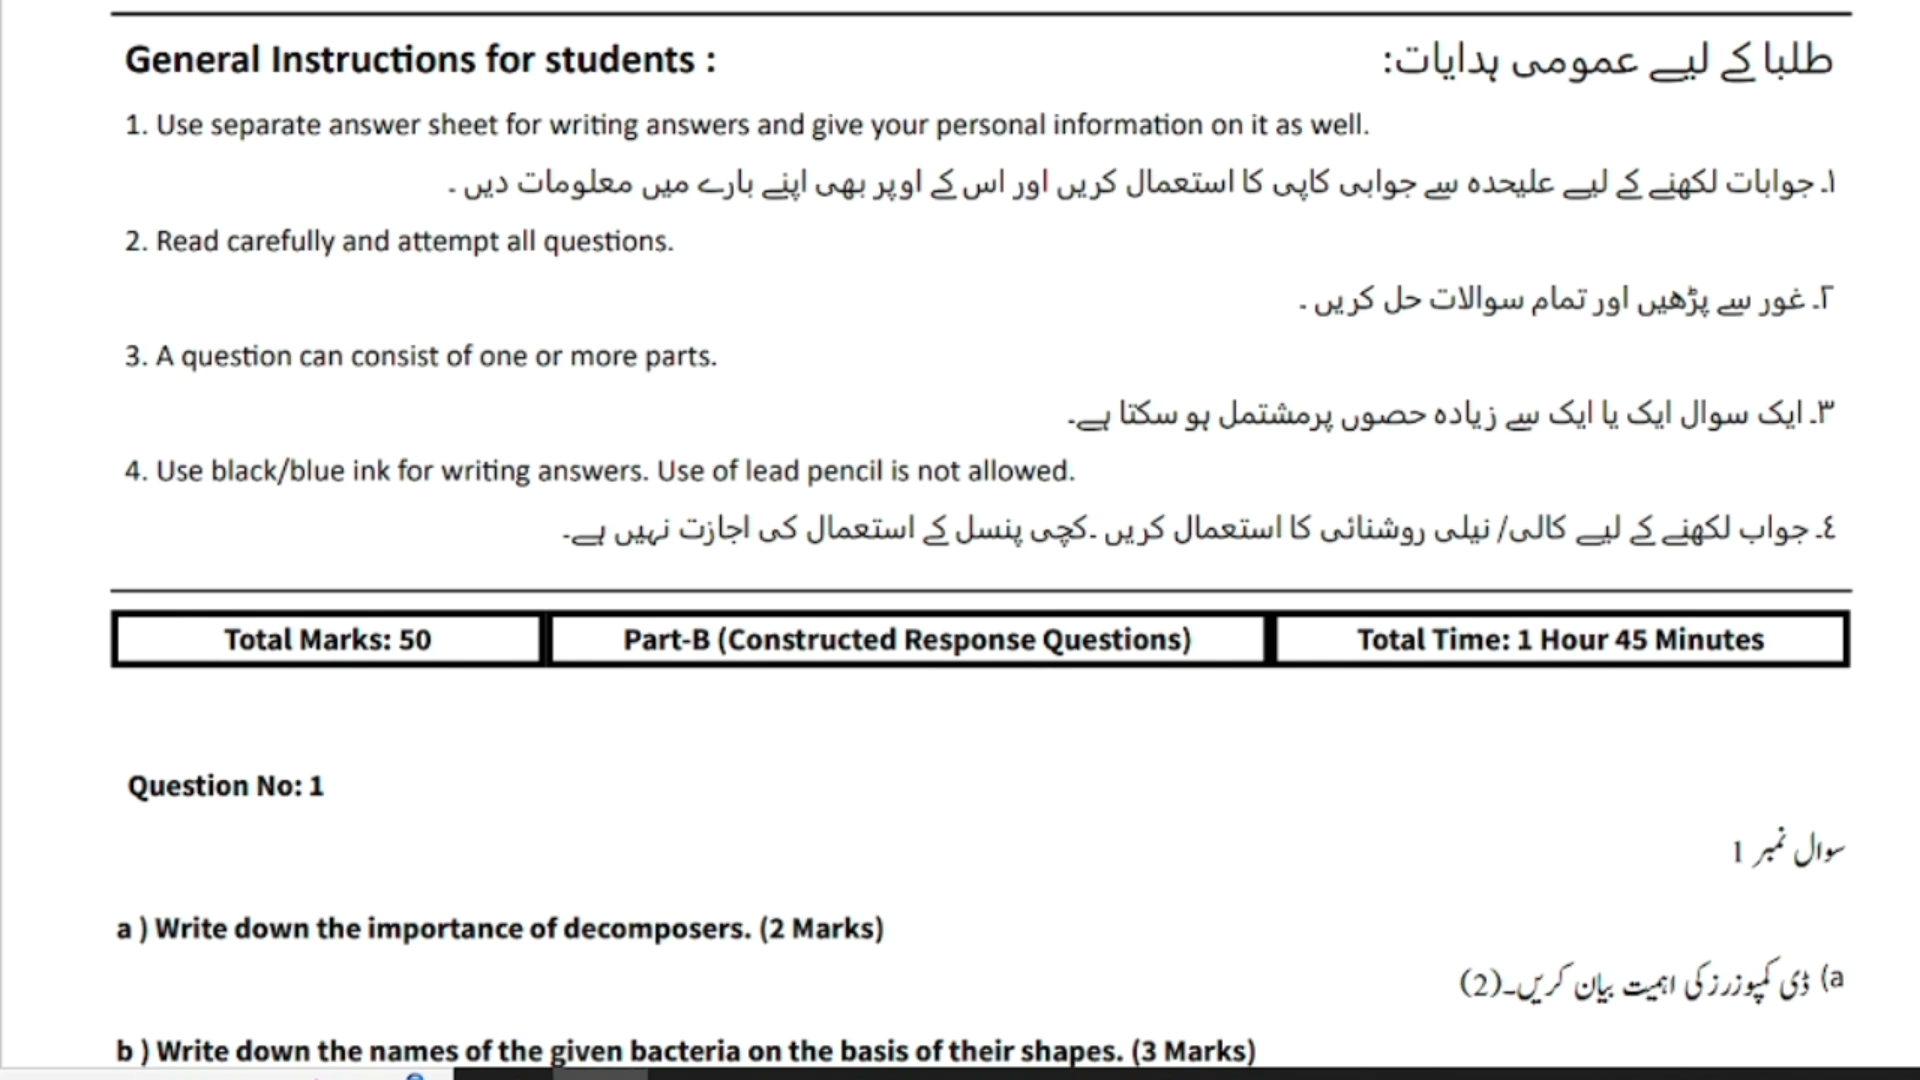 General Instructions for students : طلبا کے لیے عمومی ہدایات:
1. Use separate answer sheet for writing answers and give your personal information on it as well.
۱۔ جوابات لکھنے کے لیے علیحدہ سے جوابی کاپی کا استعمال کریں اور اس کے اوپر بھی اپنے بارے میں معلومات دیں ۔
2. Read carefully and attempt all questions.
۲۔ غور سے پڑھیں اور تمام سوالات حل کریں ۔
3. A question can consist of one or more parts.
۳۔ ایک سوال ایک یا ایک سے زیادہ حصوں پرمشتمل ہو سکتا ہے۔
4. Use black/blue ink for writing answers. Use of lead pencil is not allowed.
٤۔ جواب لکھنے کے لیے کالی/ نیلی روشنائی کا استعمال کریں ۔کچی پنسل کے استعمال کی اجازت نہیں ہے۔
Total Marks: 50 Part-B (Constructed Response Questions) Total Time: 1 Hour 45 Minutes
Question No: 1
سوال نمبر 1
a ) Write down the importance of decomposers. (2 Marks)
a) ڈی کمپوزرز کی اہمیت بیان کریں۔(2)
b ) Write down the names of the given bacteria on the basis of their shapes. (3 Marks)